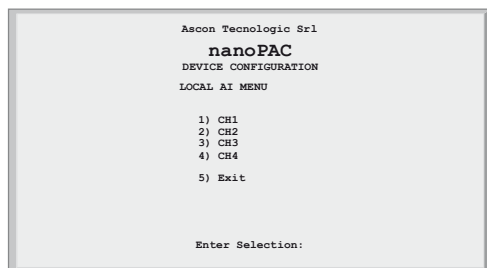 Ascon Tecnologic Srl
nanoPAC
DEVICE CONFIGURATION
LOCAL AI MENU
1) CH1
2) CH2
3) CH3
4) CH4
5) Exit
Enter Selection: